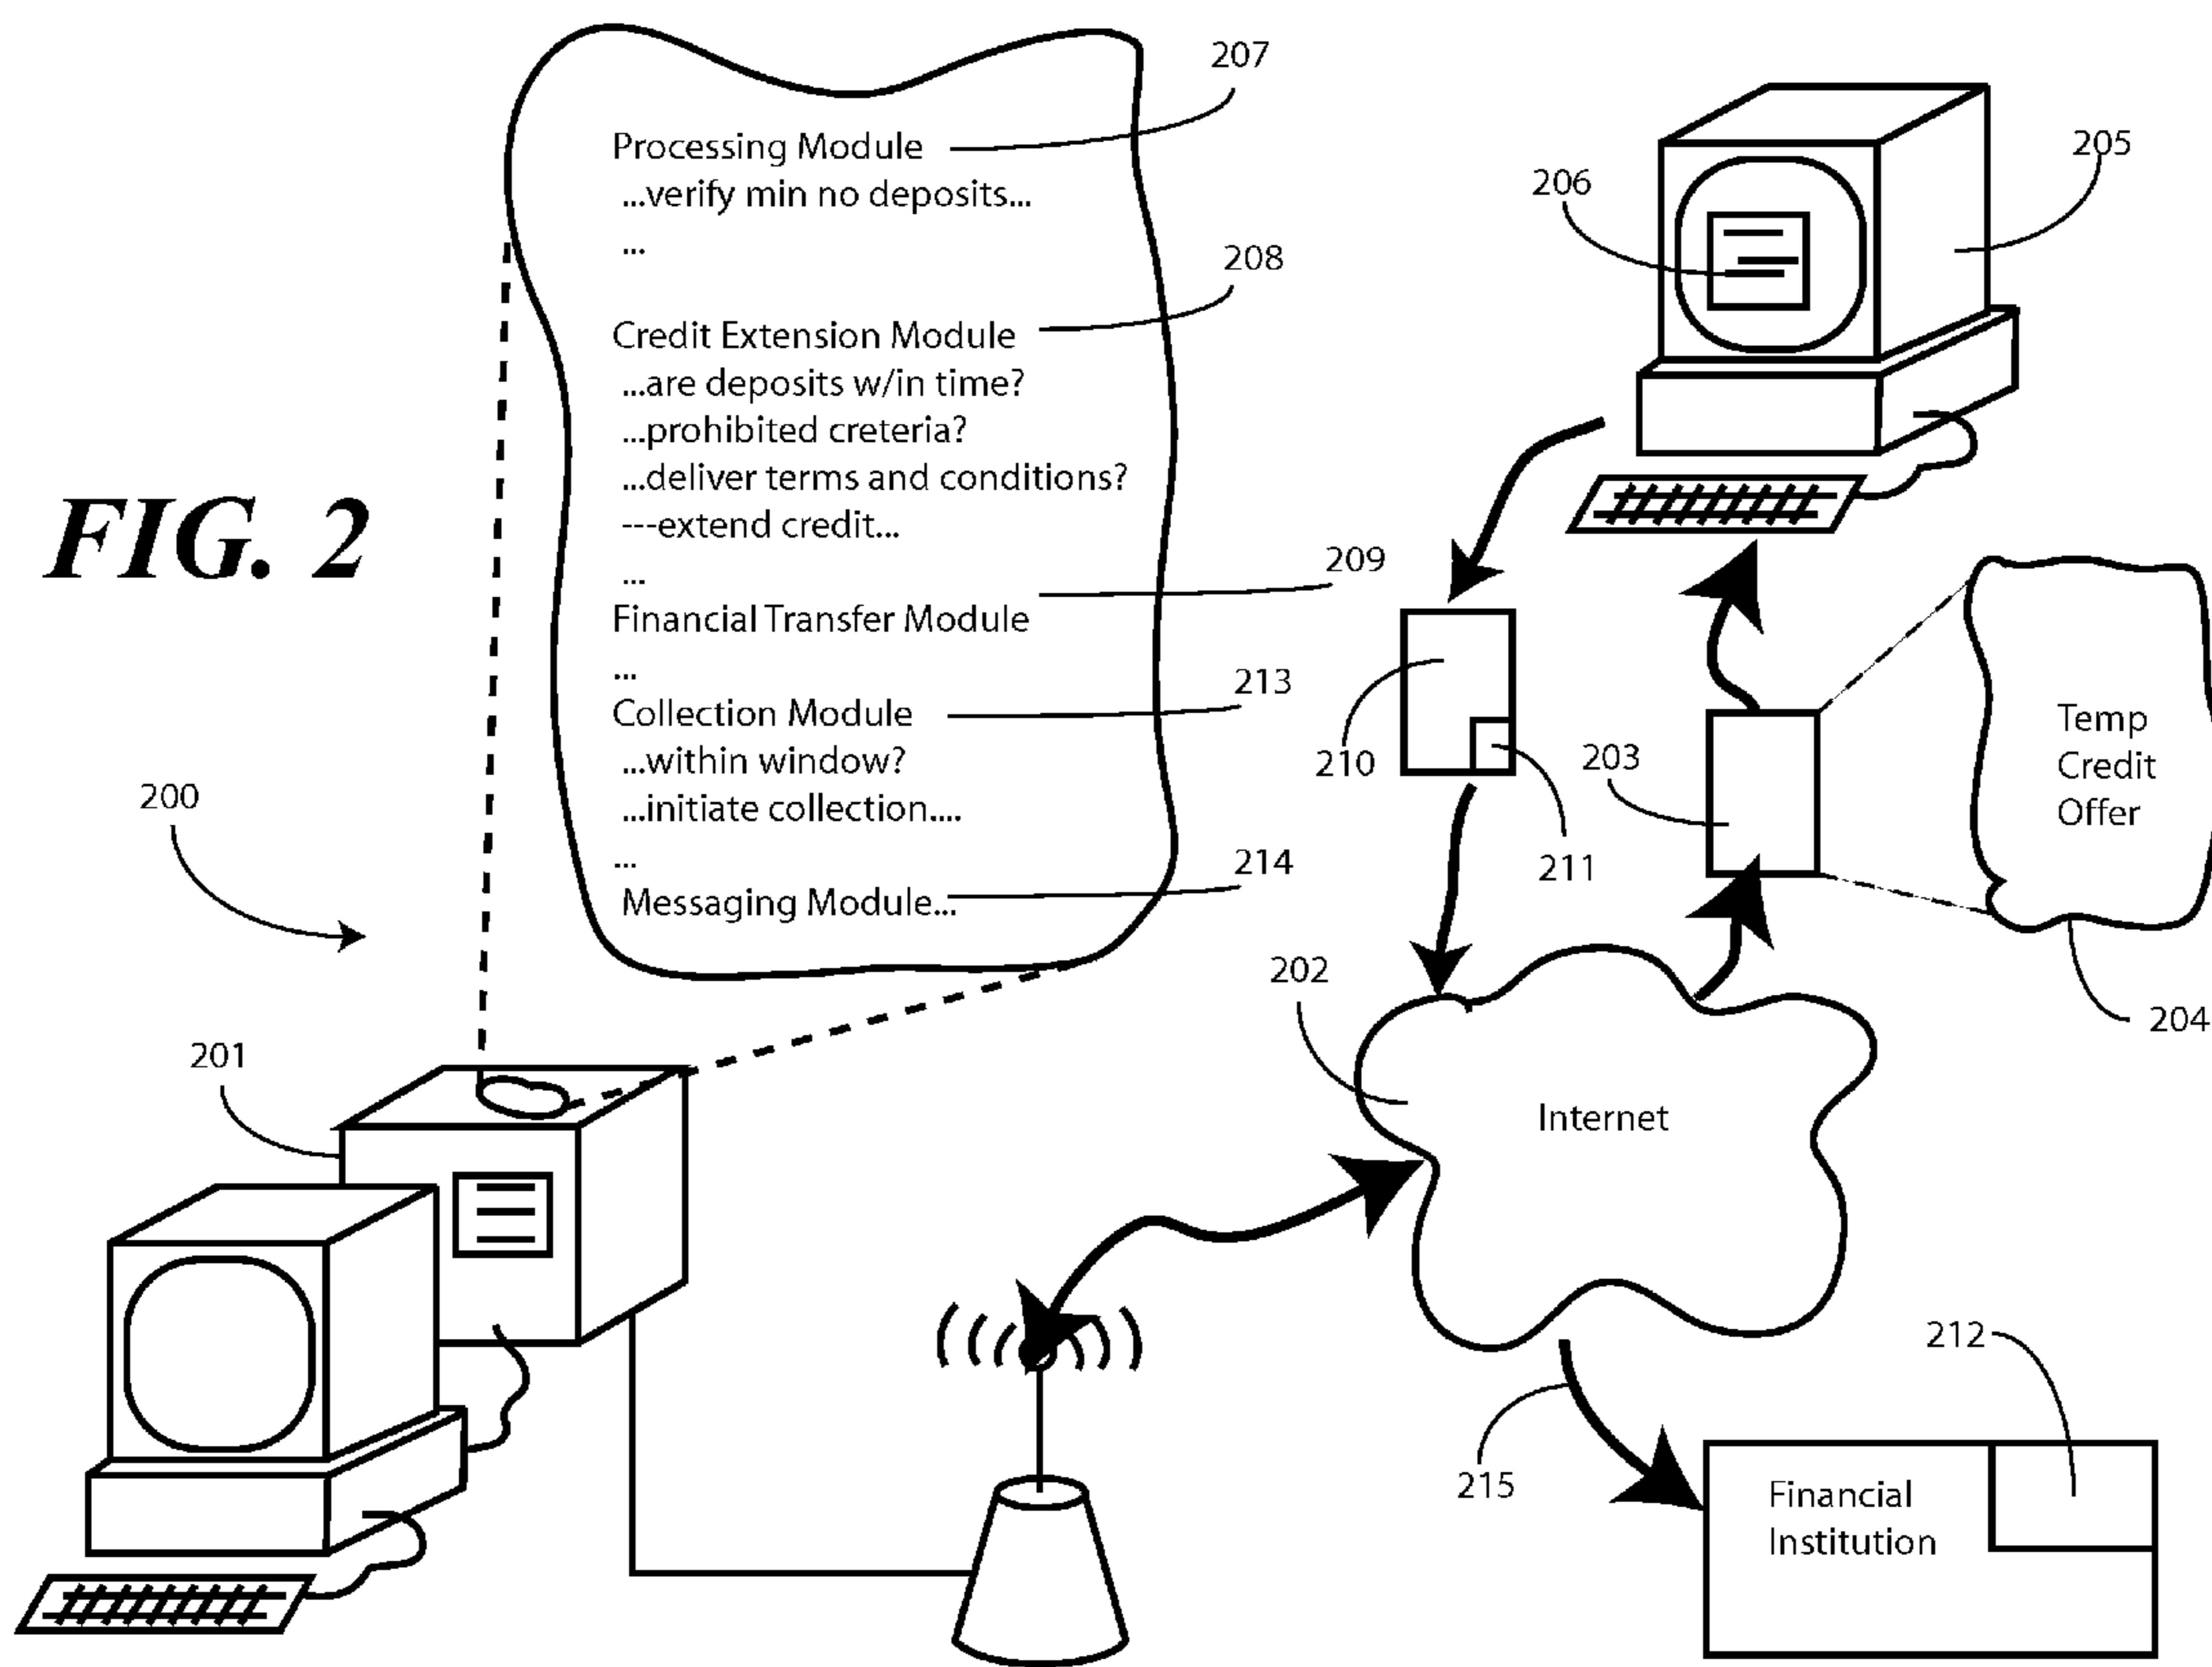 FIG. 2
207
Processing Module
...verify min no deposits...
...
208
Credit Extension Module
...are deposits w/in time?
...prohibited creteria?
...deliver terms and conditions?
---extend credit...
...
209
Financial Transfer Module
...
213
Collection Module
...within window?
...initiate collection....
...
214
Messaging Module...
200
201
205
206
210
211
203
Temp
Credit
Offer
204
202
Internet
215
212
Financial
Institution